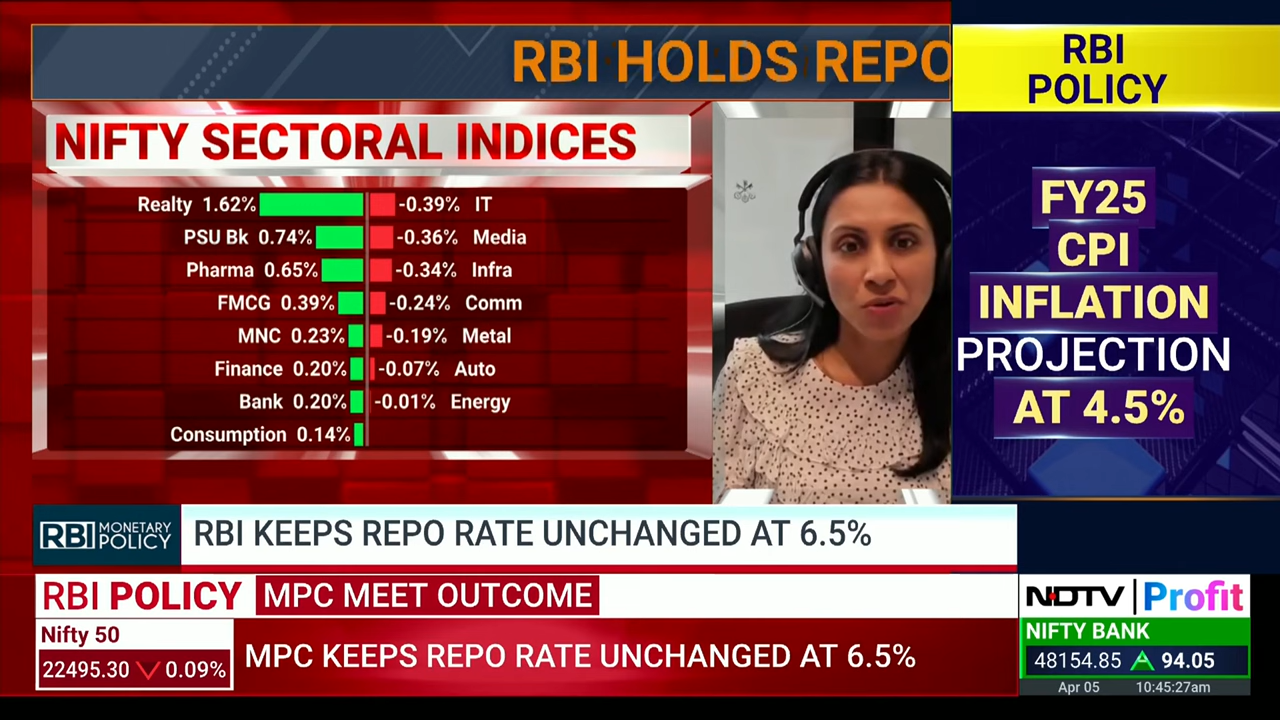 RBI HOLDS REPO
RBI
POLICY
NIFTY SECTORAL INDICES
Realty 1.62% -0.39% IT
PSU Bk 0.74% -0.36% Media
Pharma 0.65% -0.34% Infra
FMCG 0.39% -0.24% Comm
MNC 0.23% -0.19% Metal
Finance 0.20% -0.07% Auto
Bank 0.20% -0.01% Energy
Consumption 0.14%
FY25
CPI
INFLATION
PROJECTION
AT 4.5%
RBI MONETARY POLICY
RBI KEEPS REPO RATE UNCHANGED AT 6.5%
RBI POLICY MPC MEET OUTCOME
Nifty 50
22495.30 0.09%
MPC KEEPS REPO RATE UNCHANGED AT 6.5%
NDTV Profit
NIFTY BANK
48154.85 94.05
Apr 05 10:45:27am